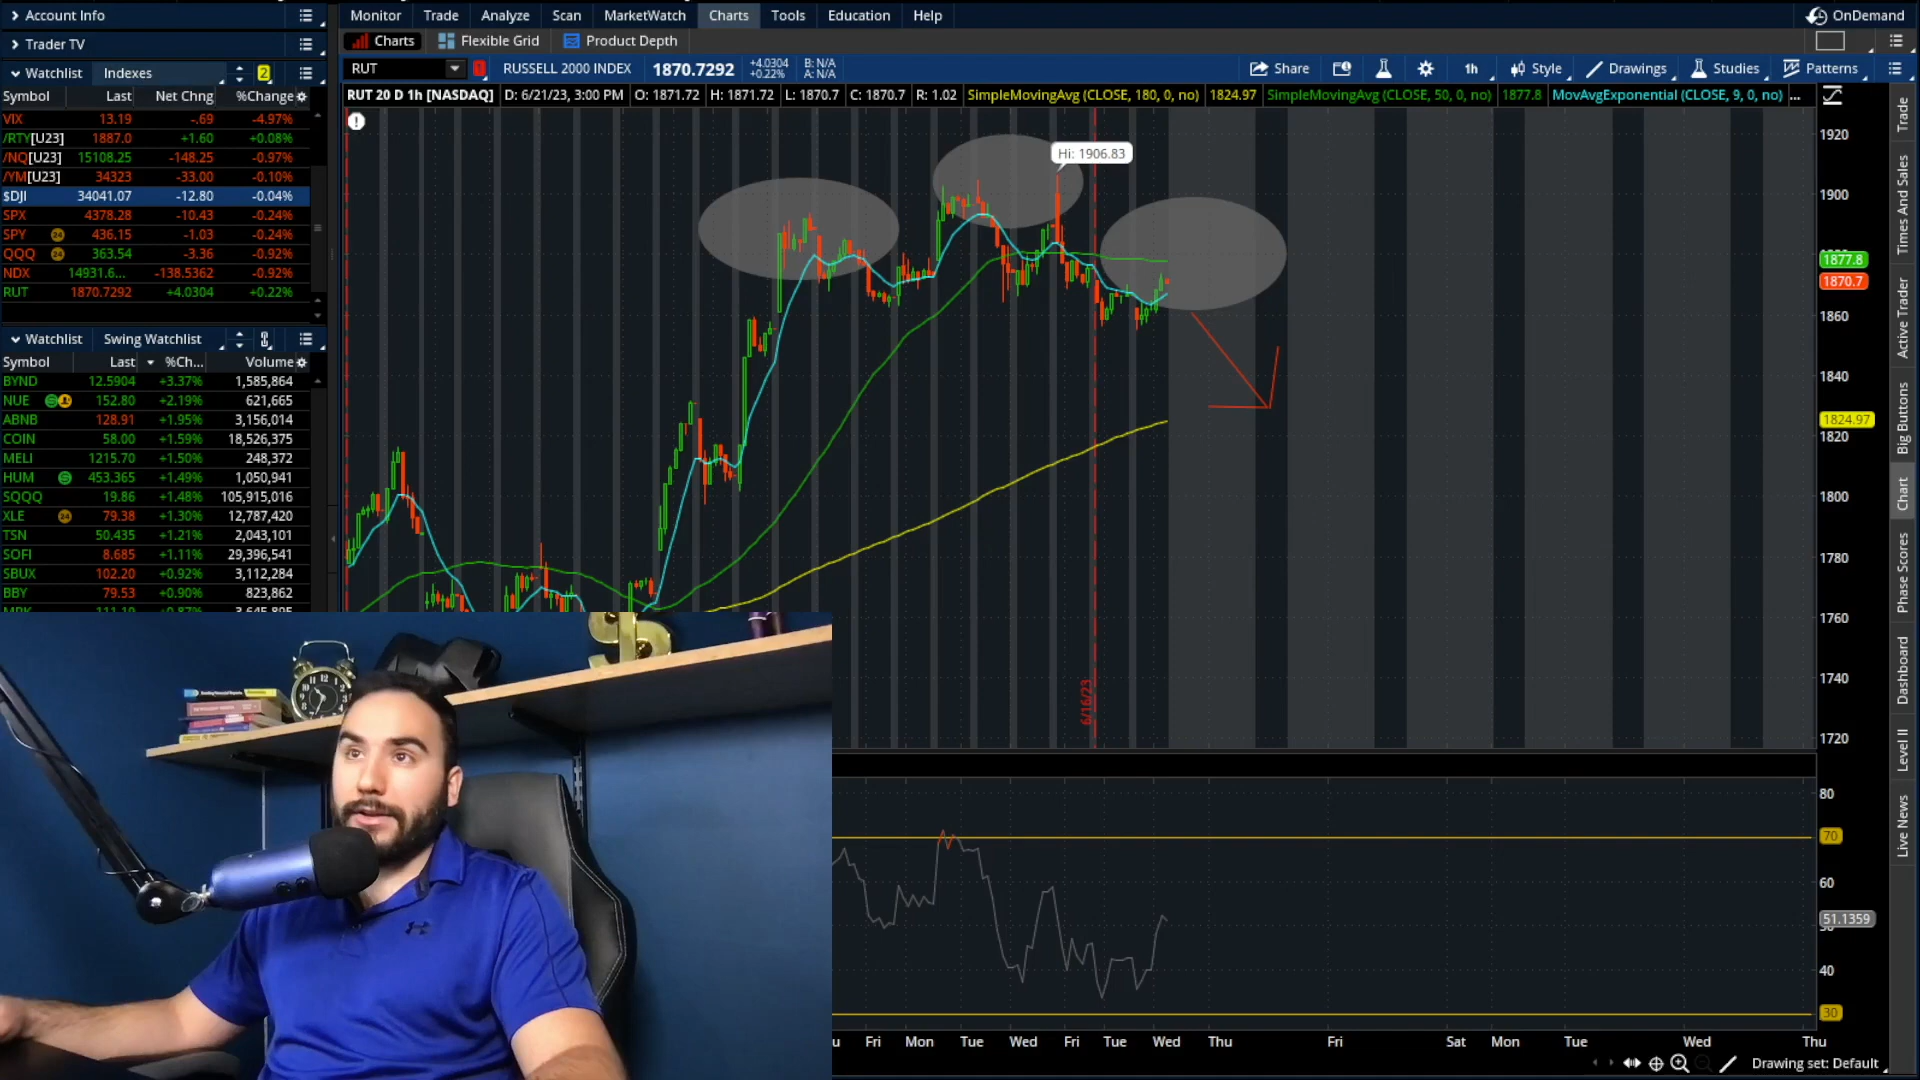 Account Info
Monitor Trade Analyze Scan MarketWatch Charts Tools Education Help OnDemand
Trader TV
Charts Flexible Grid Product Depth
Watchlist Indexes 2
RUT 1 RUSSELL 2000 INDEX 1870.7292 +4.0304 +0.22% B: N/A A: N/A Share 1h Style Drawings Studies Patterns
Symbol Last Net Chng %Change
RUT 20 D 1h [NASDAQ] D: 6/21/23, 3:00 PM O: 1871.72 H: 1871.72 L: 1870.7 C: 1870.7 R: 1.02 SimpleMovingAvg (CLOSE, 180, 0, no) 1824.97 SimpleMovingAvg (CLOSE, 50, 0, no) 1877.8 MovAvgExponential (CLOSE, 9, 0, no) ...
VIX 13.19 -.69 -4.97%
/RTY[U23] 1887.0 +1.60 +0.08%
/NQ[U23] 15108.25 -148.25 -0.97%
/YM[U23] 34323 -33.00 -0.10%
$DJI 34041.07 -12.80 -0.04%
SPX 4378.28 -10.43 -0.24%
SPY 24 436.15 -1.03 -0.24%
QQQ 24 363.54 -3.36 -0.92%
NDX 14931.6... -138.5362 -0.92%
RUT 1870.7292 +4.0304 +0.22%
Watchlist Swing Watchlist
Symbol Last %Ch... Volume
BYND 12.5904 +3.37% 1,585,864
NUE 152.80 +2.19% 621,665
ABNB 128.91 +1.95% 3,156,014
COIN 58.00 +1.59% 18,526,375
MELI 1215.70 +1.50% 248,372
HUM 453.365 +1.49% 1,050,941
SQQQ 19.86 +1.48% 105,915,016
XLE 24 79.38 +1.30% 12,787,420
TSN 50.435 +1.21% 2,043,101
SOFI 8.685 +1.11% 29,396,541
SBUX 102.20 +0.92% 3,112,284
BBY 79.53 +0.90% 823,862
Hi: 1906.83
6/16/23
1920
1900
1877.8
1870.7
1860
1840
1824.97
1820
1800
1780
1760
1740
1720
80
70
60
51.1359
40
30
Fri Mon Tue Wed Fri Tue Wed Thu Fri Sat Mon Tue Wed Thu
Drawing set: Default
Trade
Times And Sales
Active Trader
Big Buttons
Chart
Phase Scores
Dashboard
Level II
Live News